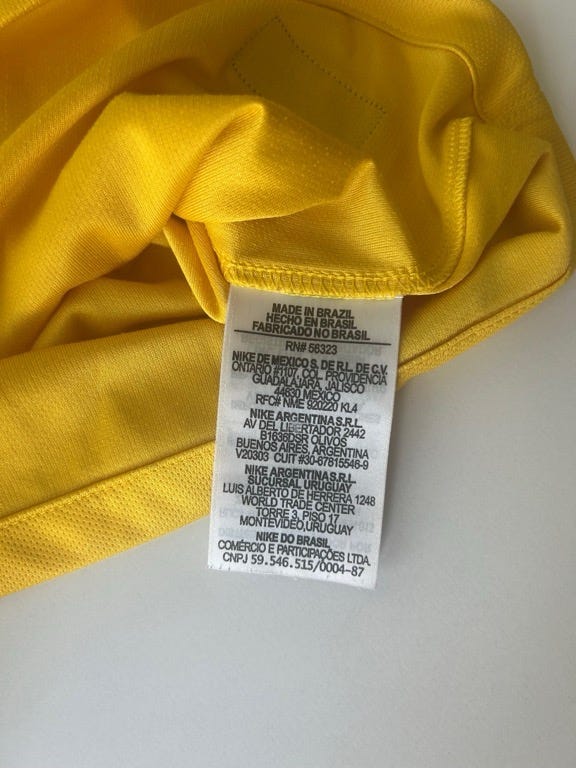 MADE IN BRAZIL
HECHO EN BRASIL
FABRICADO NO BRASIL
RN# 56323
NIKE DE MEXICO S. DE R.L. DE C.V.
ONTARIO #1107, COL. PROVIDENCIA
GUADALAJARA, JALISCO
44630 MEXICO
RFC# NME 920220 KL4
NIKE ARGENTINA S.R.L.
AV DEL LIBERTADOR 2442
B1636DSR OLIVOS
BUENOS AIRES, ARGENTINA
V20303 CUIT #30-67815546-9
NIKE ARGENTINA S.R.L.
SUCURSAL URUGUAY
LUIS ALBERTO DE HERRERA 1248
WORLD TRADE CENTER
TORRE 3, PISO 17
MONTEVIDEO,URUGUAY
NIKE DO BRASIL
COMÉRCIO E PARTICIPAÇÕES LTDA.
CNPJ 59.546.515/0004-87